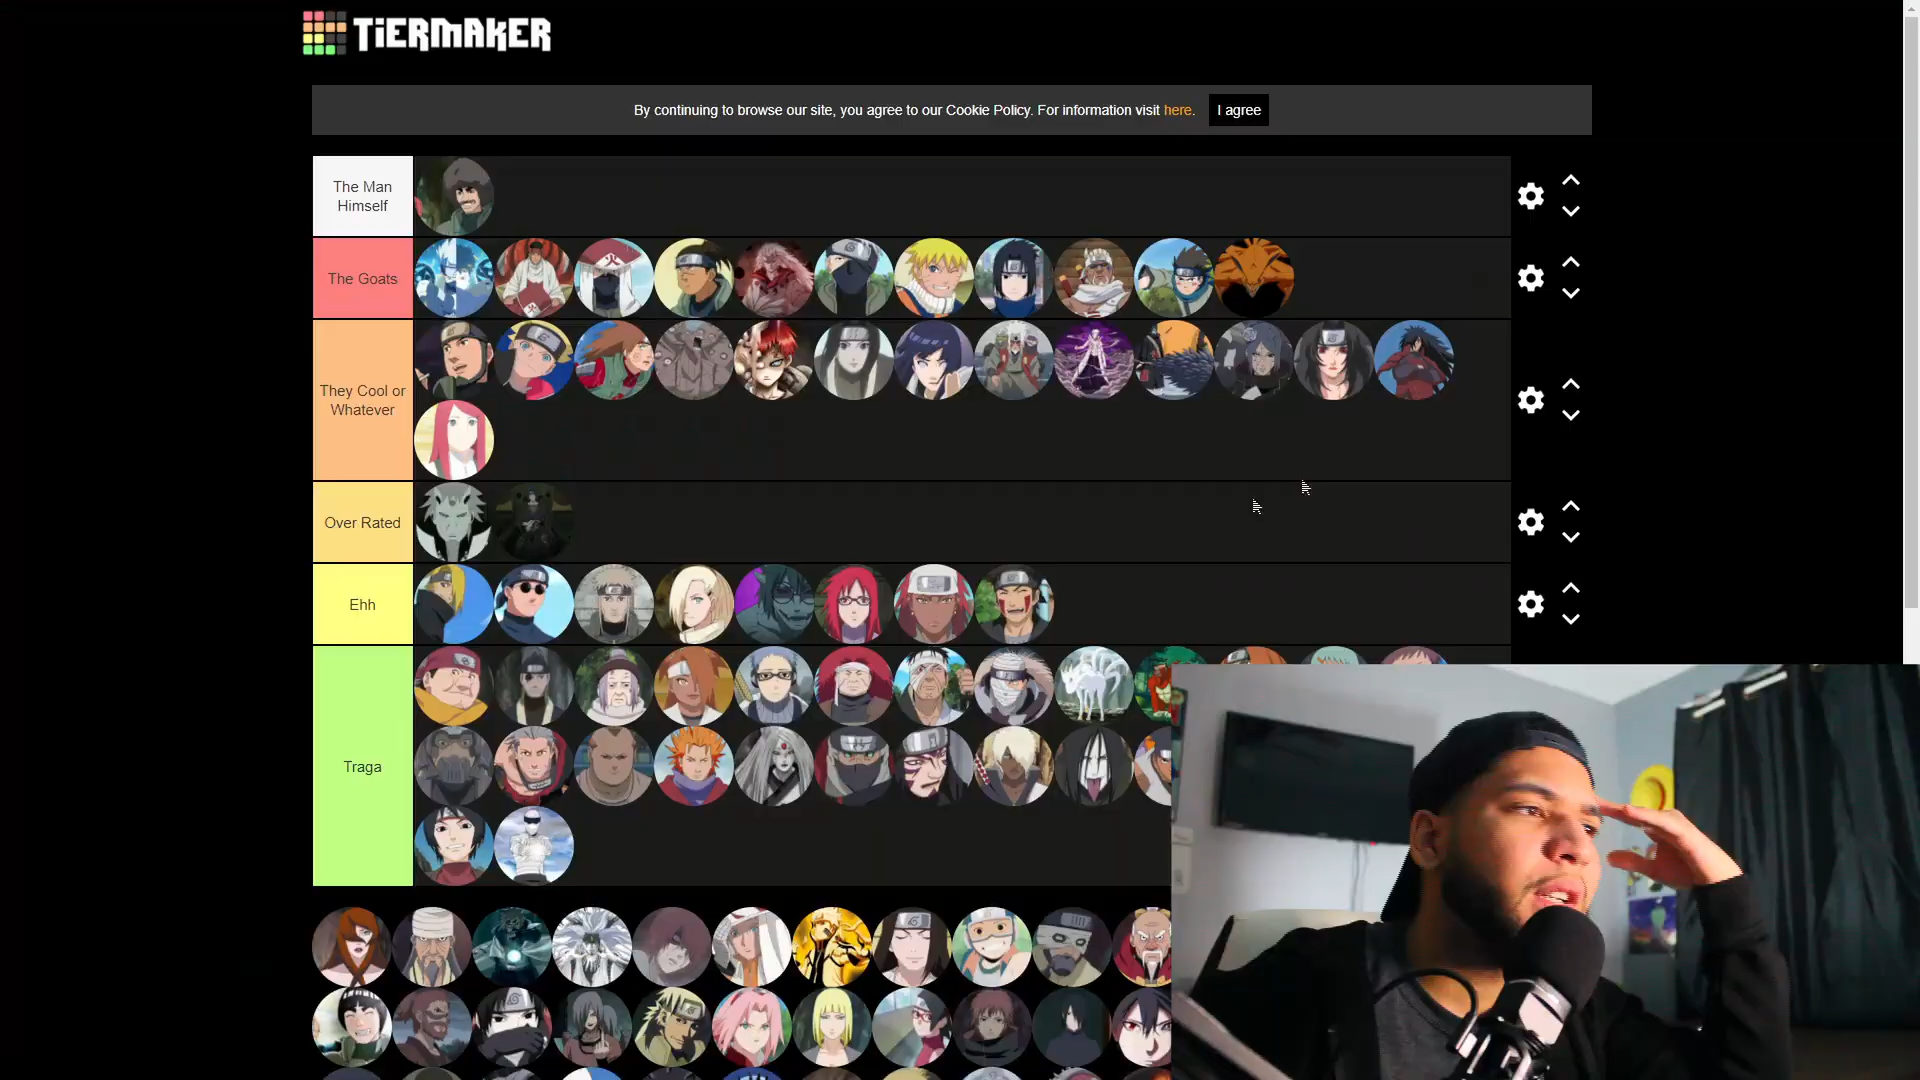 TiERMAKER
By continuing to browse our site, you agree to our Cookie Policy. For information visit here. I agree
The Man
Himself
The Goats
They Cool or
Whatever
Over Rated
Ehh
Traga